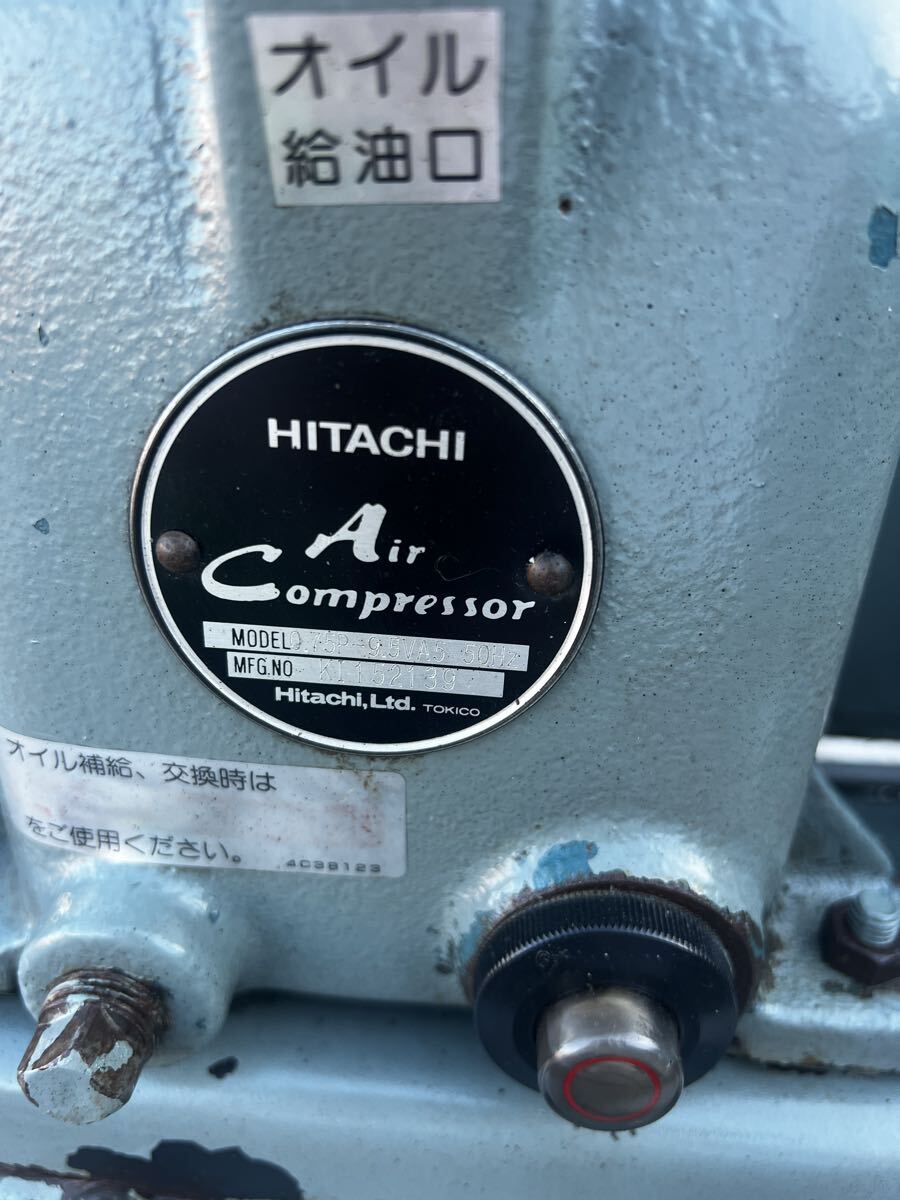 オイル
給油口
HITACHI
Air
Compressor
MODEL 0.75P-9.5VA5 50Hz
MFG.NO KI152139
Hitachi, Ltd. TOKICO
オイル補給、交換時は
をご使用ください。
4C38123